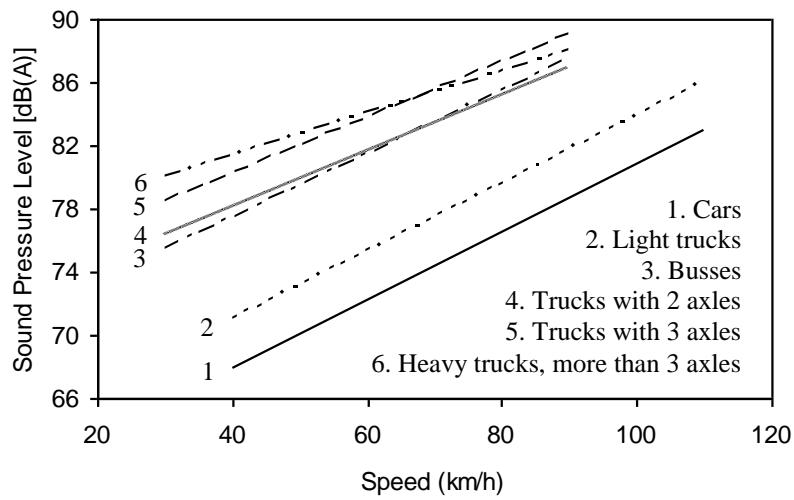 90
86
82
78
74
70
66
Sound Pressure Level [dB(A)]
6
5
4
3
2
1
1. Cars
2. Light trucks
3. Busses
4. Trucks with 2 axles
5. Trucks with 3 axles
6. Heavy trucks, more than 3 axles
20 40 60 80 100 120
Speed (km/h)